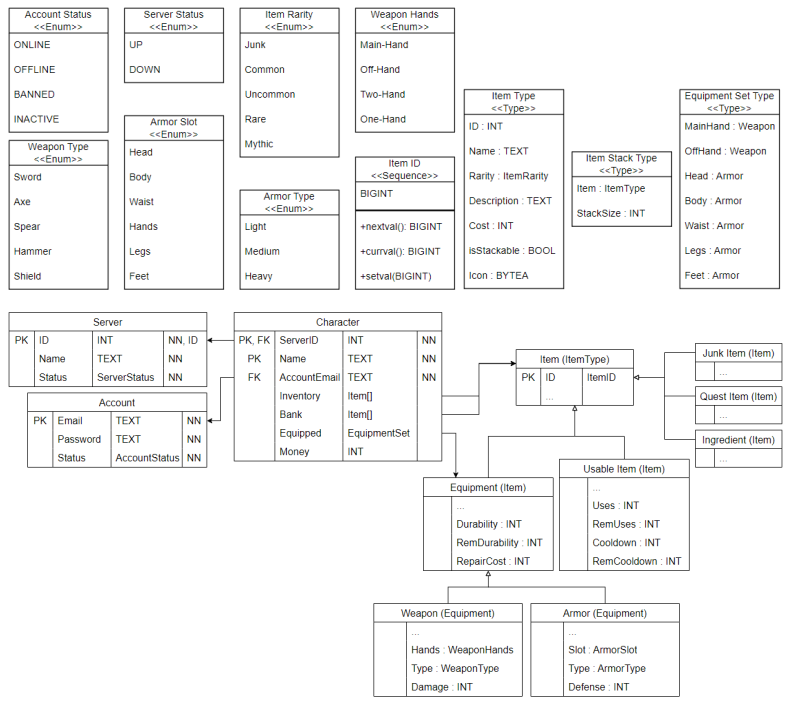 Account Status
<<Enum>>
ONLINE
OFFLINE
BANNED
INACTIVE
Server Status
<<Enum>>
UP
DOWN
Item Rarity
<<Enum>>
Junk
Common
Uncommon
Rare
Mythic
Weapon Hands
<<Enum>>
Main-Hand
Off-Hand
Two-Hand
One-Hand
Weapon Type
<<Enum>>
Sword
Axe
Spear
Hammer
Shield
Armor Slot
<<Enum>>
Head
Body
Waist
Hands
Legs
Feet
Armor Type
<<Enum>>
Light
Medium
Heavy
Item ID
<<Sequence>>
BIGINT
+nextval(): BIGINT
+currval(): BIGINT
+setval(BIGINT)
Item Type
<<Type>>
ID : INT
Name : TEXT
Rarity : ItemRarity
Description : TEXT
Cost : INT
isStackable : BOOL
Icon : BYTEA
Item Stack Type
<<Type>>
Item : ItemType
StackSize : INT
Equipment Set Type
<<Type>>
MainHand : Weapon
OffHand : Weapon
Head : Armor
Body : Armor
Waist : Armor
Legs : Armor
Feet : Armor
Server
PK ID INT NN, ID
Name TEXT NN
Status ServerStatus NN
Account
PK Email TEXT NN
Password TEXT NN
Status AccountStatus NN
Character
PK, FK ServerID INT NN
PK Name TEXT NN
FK AccountEmail TEXT NN
Inventory Item[]
Bank Item[]
Equipped EquipmentSet
Money INT
Item (ItemType)
PK ID ItemID
...
Junk Item (Item)
...
Quest Item (Item)
...
Ingredient (Item)
...
Equipment (Item)
...
Durability : INT
RemDurability : INT
RepairCost : INT
Usable Item (Item)
...
Uses : INT
RemUses : INT
Cooldown : INT
RemCooldown : INT
Weapon (Equipment)
...
Hands : WeaponHands
Type : WeaponType
Damage : INT
Armor (Equipment)
...
Slot : ArmorSlot
Type : ArmorType
Defense : INT